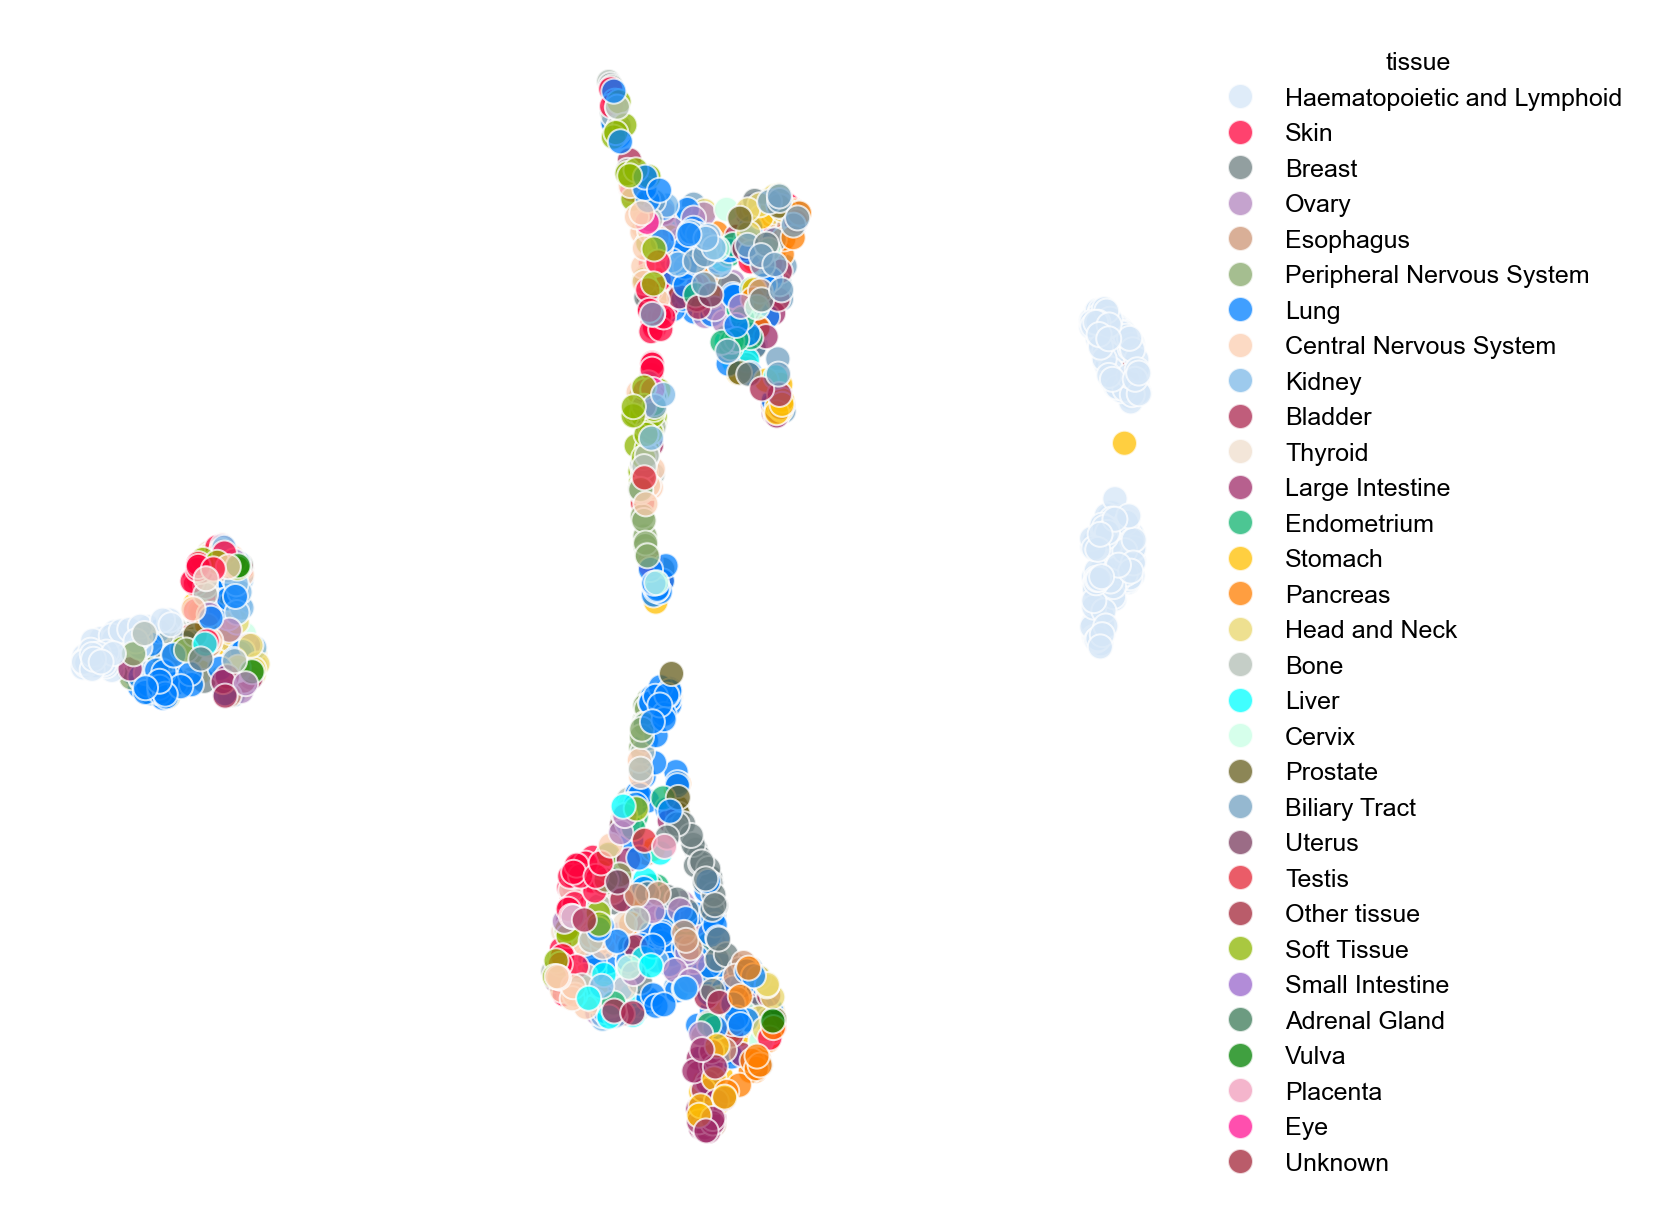 tissue
Haematopoietic and Lymphoid
Skin
Breast
Ovary
Esophagus
Peripheral Nervous System
Lung
Central Nervous System
Kidney
Bladder
Thyroid
Large Intestine
Endometrium
Stomach
Pancreas
Head and Neck
Bone
Liver
Cervix
Prostate
Biliary Tract
Uterus
Testis
Other tissue
Soft Tissue
Small Intestine
Adrenal Gland
Vulva
Placenta
Eye
Unknown